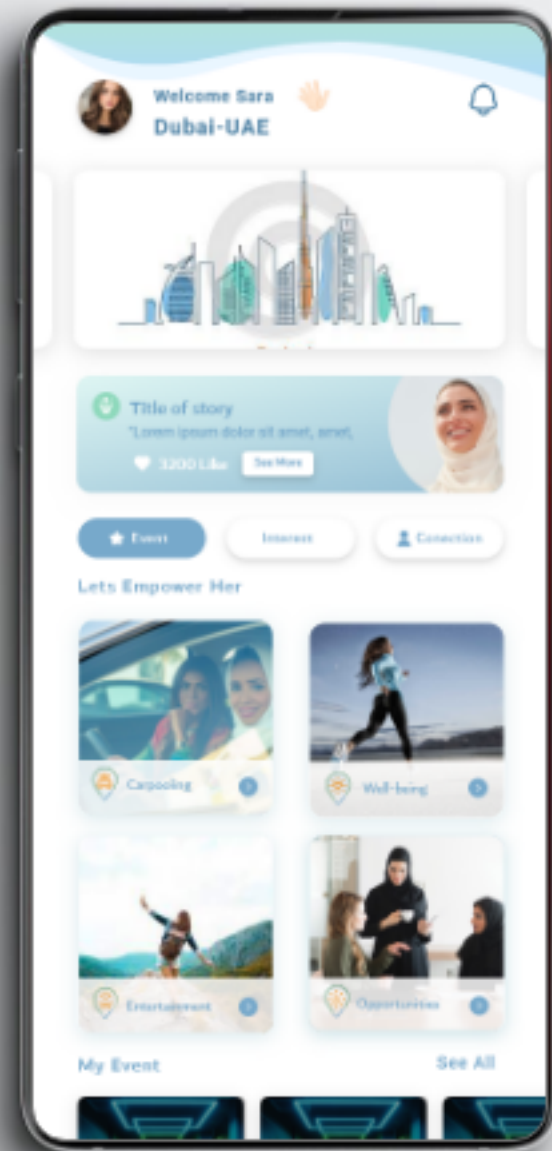 Welcome Sara
Dubai-UAE
Title of story
"Lorem ipsum dolor sit amet, amet,
3200 Like
See More
Event
Interest
Conection
Lets Empower Her
Carpooling
Well-being
Entertainment
Opportunities
My Event
See All